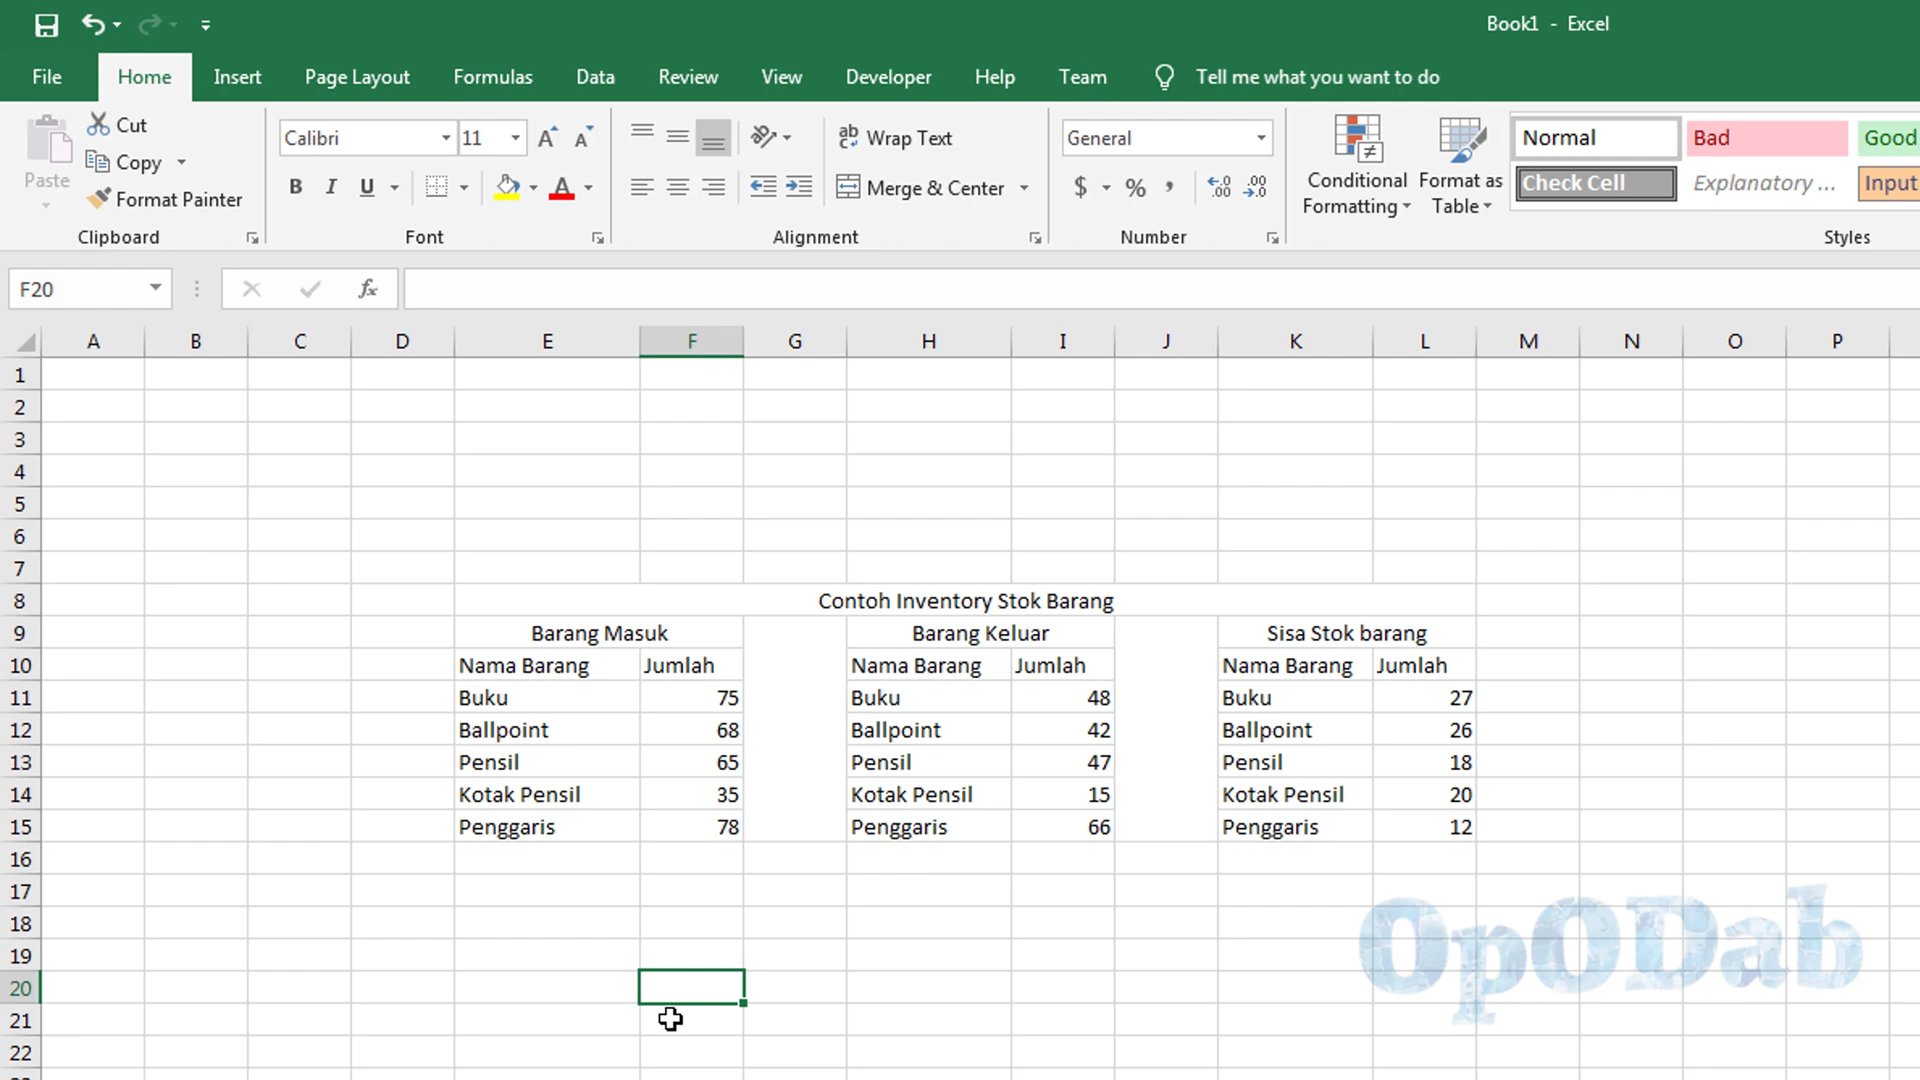 Book1 - Excel
File Home Insert Page Layout Formulas Data Review View Developer Help Team Tell me what you want to do
Paste
Cut
Copy
Format Painter
Clipboard
Calibri 11
B I U A
Font
Wrap Text
Merge & Center
Alignment
General
$ % ,
Number
Conditional Formatting
Format as Table
Normal Bad Good
Check Cell Explanatory ... Input
Styles
F20 fx
A B C D E F G H I J K L M N O P
1
2
3
4
5
6
7
8 Contoh Inventory Stok Barang
9 Barang Masuk Barang Keluar Sisa Stok barang
10 Nama Barang Jumlah Nama Barang Jumlah Nama Barang Jumlah
11 Buku 75 Buku 48 Buku 27
12 Ballpoint 68 Ballpoint 42 Ballpoint 26
13 Pensil 65 Pensil 47 Pensil 18
14 Kotak Pensil 35 Kotak Pensil 15 Kotak Pensil 20
15 Penggaris 78 Penggaris 66 Penggaris 12
16
17
18
19
20
21
22
OpODab